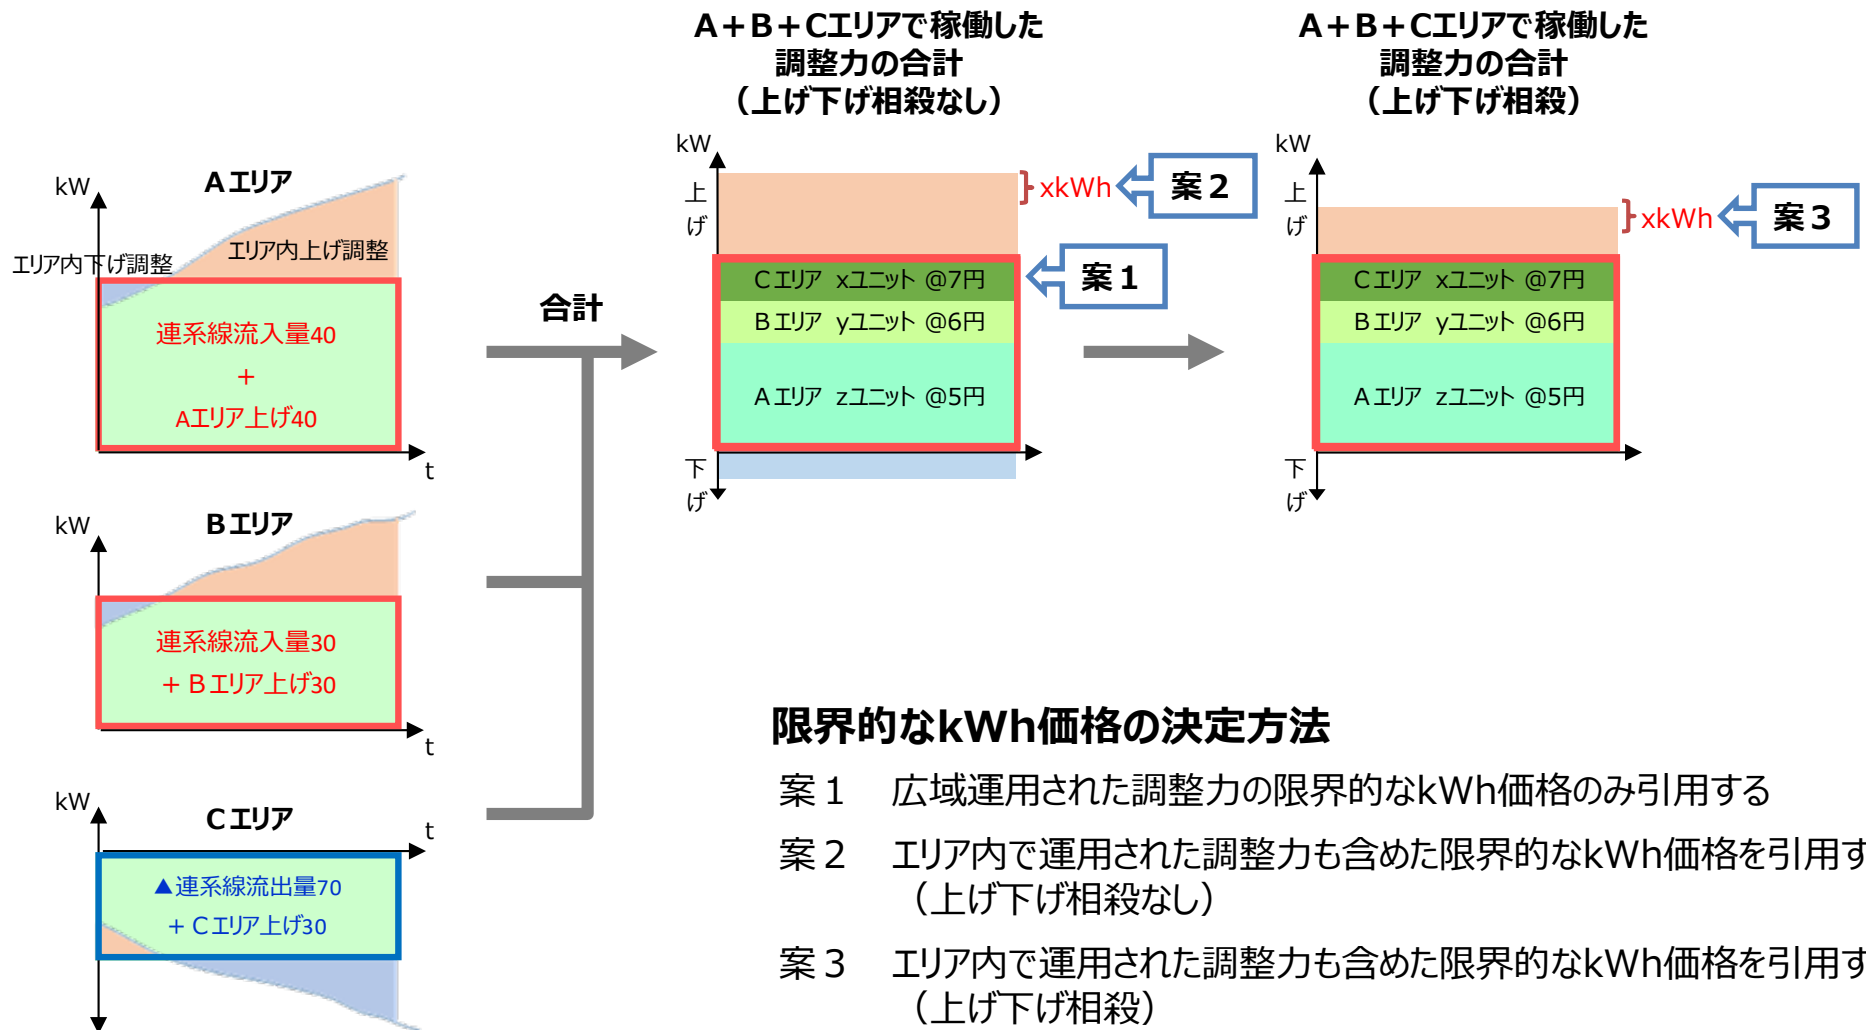 A+B+Cエリアで稼働した
調整力の合計
（上げ下げ相殺なし）
A+B+Cエリアで稼働した
調整力の合計
（上げ下げ相殺）
kW
Aエリア
エリア内下げ調整
エリア内上げ調整
連系線流入量40
+
Aエリア上げ40
t
kW
Bエリア
連系線流入量30
+ Bエリア上げ30
t
kW
Cエリア
t
▲連系線流出量70
+ Cエリア上げ30
合計
kW
上
げ
xkWh
案2
案1
Cエリア xユニット @7円
Bエリア yユニット @6円
Aエリア zユニット @5円
下
げ
kW
上
げ
xkWh
案3
Cエリア xユニット @7円
Bエリア yユニット @6円
Aエリア zユニット @5円
下
げ
限界的なkWh価格の決定方法
案1 広域運用された調整力の限界的なkWh価格のみ引用する
案2 エリア内で運用された調整力も含めた限界的なkWh価格を引用す
（上げ下げ相殺なし）
案3 エリア内で運用された調整力も含めた限界的なkWh価格を引用す
（上げ下げ相殺）